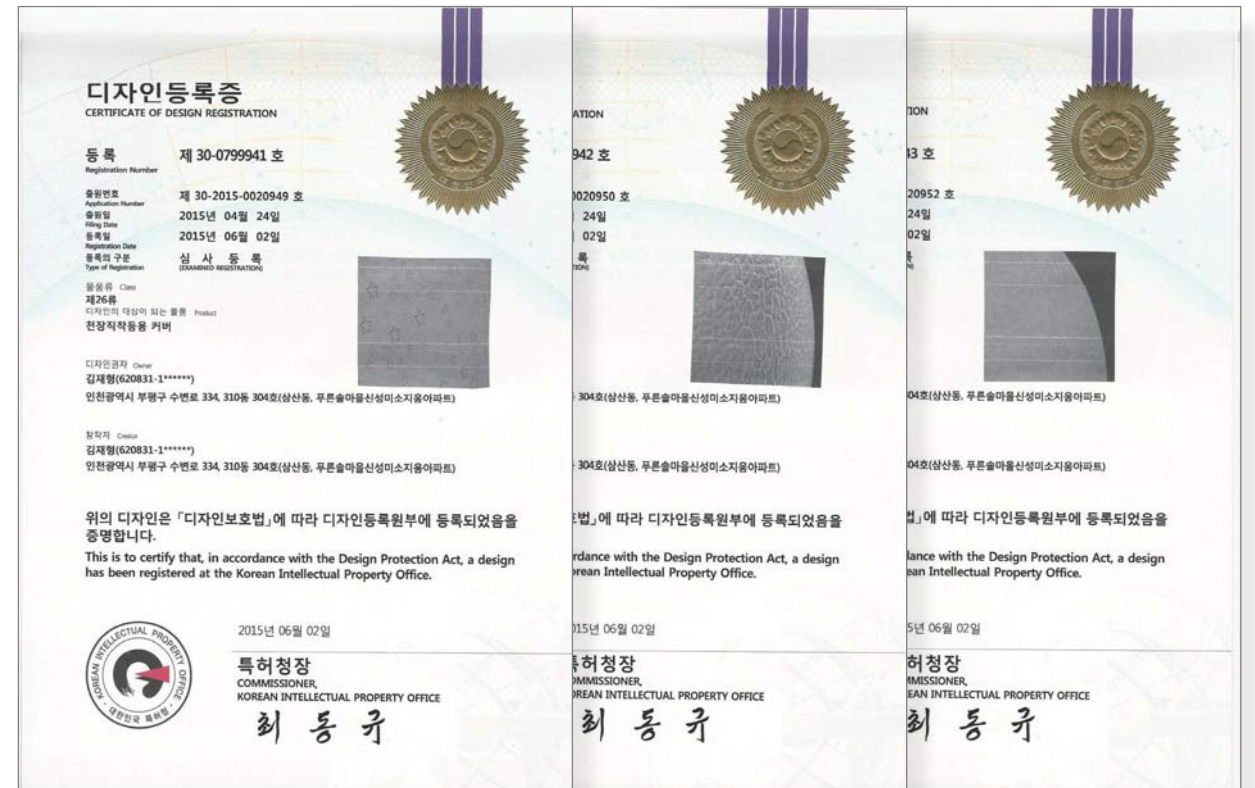 디자인등록증
CERTIFICATE OF DESIGN REGISTRATION
등 록 제 30-0799941 호
Registration Number
출원번호 제 30-2015-0020949 호
Application Number
출원일 2015년 04월 24일
Filing Date
등록일 2015년 06월 02일
Registration Date
등록의 구분 심 사 등 록
Type of Registration (EXAMINED REGISTRATION)
물품류 Class
제26류
디자인의 대상이 되는 물품 Product
천장직착등용 커버
디자인권자 Owner
김재형(620831-1******)
인천광역시 부평구 수변로 334, 310동 304호(삼산동, 푸른솔마을신성미소지움아파트)
창작자 Creator
김재형(620831-1******)
인천광역시 부평구 수변로 334, 310동 304호(삼산동, 푸른솔마을신성미소지움아파트)
위의 디자인은 「디자인보호법」에 따라 디자인등록원부에 등록되었음을
증명합니다.
This is to certify that, in accordance with the Design Protection Act, a design
has been registered at the Korean Intellectual Property Office.
2015년 06월 02일
특허청장
COMMISSIONER,
KOREAN INTELLECTUAL PROPERTY OFFICE
최동규
KOREAN INTELLECTUAL PROPERTY OFFICE
대한민국 특허청
ATION
942 호
0020950 호
24일
02일
록
TION)
304호(삼산동, 푸른솔마을신성미소지움아파트)
304호(삼산동, 푸른솔마을신성미소지움아파트)
호법」에 따라 디자인등록원부에 등록되었음을
rdance with the Design Protection Act, a design
orean Intellectual Property Office.
015년 06월 02일
특허청장
OMMISSIONER,
OREAN INTELLECTUAL PROPERTY OFFICE
최동규
ION
43 호
20952 호
24일
02일
록
N)
04호(삼산동, 푸른솔마을신성미소지움아파트)
04호(삼산동, 푸른솔마을신성미소지움아파트)
법」에 따라 디자인등록원부에 등록되었음을
dance with the Design Protection Act, a design
ean Intellectual Property Office.
5년 06월 02일
허청장
MMISSIONER,
EAN INTELLECTUAL PROPERTY OFFICE
최동규